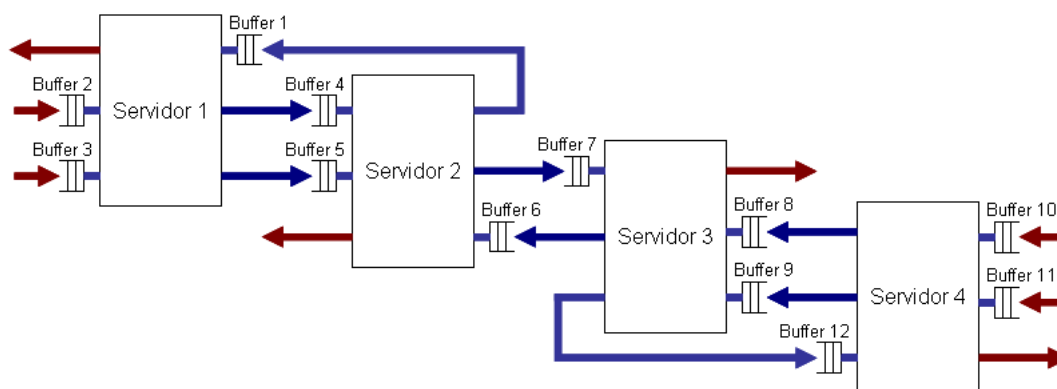 Buffer 1
Buffer 2
Buffer 4
Servidor 1
Buffer 3
Buffer 5
Buffer 7
Servidor 2
Buffer 6
Buffer 8
Buffer 10
Servidor 3
Buffer 9
Buffer 11
Servidor 4
Buffer 12